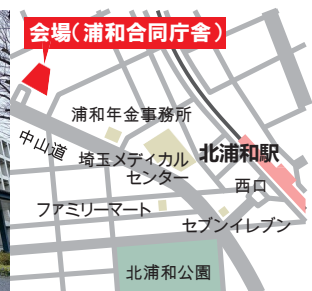 会場（浦和合同庁舎）
浦和年金事務所
中山道
埼玉メディカル
センター
北浦和駅
西口
ファミリーマート
セブンイレブン
北浦和公園